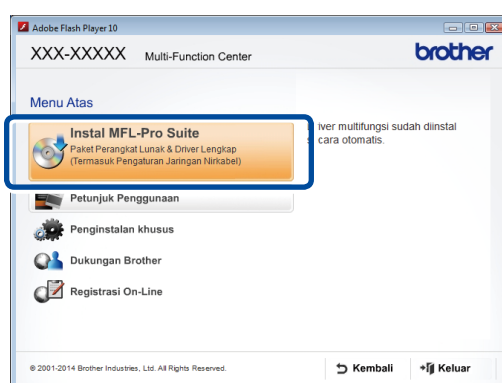 Adobe Flash Player 10
XXX-XXXXX Multi-Function Center
brother
Menu Atas
Instal MFL-Pro Suite
Paket Perangkat Lunak & Driver Lengkap
(Termasuk Pengaturan Jaringan Nirkabel)
iver multifungsi sudah diinstal
cara otomatis.
Petunjuk Penggunaan
Penginstalan khusus
Dukungan Brother
Registrasi On-Line
© 2001-2014 Brother Industries, Ltd. All Rights Reserved.
Kembali
Keluar